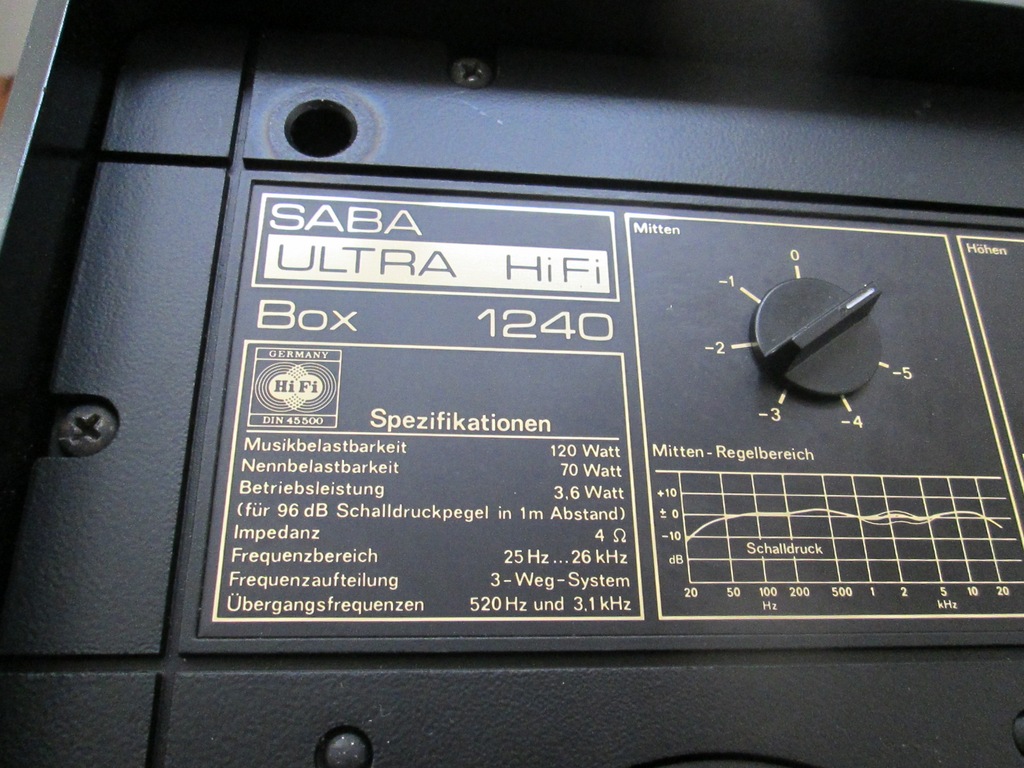 SABA
ULTRA HiFi
Box 1240
GERMANY
HiFi
DIN 45500
Spezifikationen
Musikbelastbarkeit 120 Watt
Nennbelastbarkeit 70 Watt
Betriebsleistung 3,6 Watt
(für 96 dB Schalldruckpegel in 1m Abstand)
Impedanz 4 Ω
Frequenzbereich 25 Hz ... 26 kHz
Frequenzaufteilung 3-Weg-System
Übergangsfrequenzen 520 Hz und 3,1 kHz
Mitten
0
-1
-2
-3
-4
-5
Mitten-Regelbereich
+10
± 0
-10
dB
Schalldruck
20 50 100 200 500 1 2 5 10 20
Hz kHz
Höhen